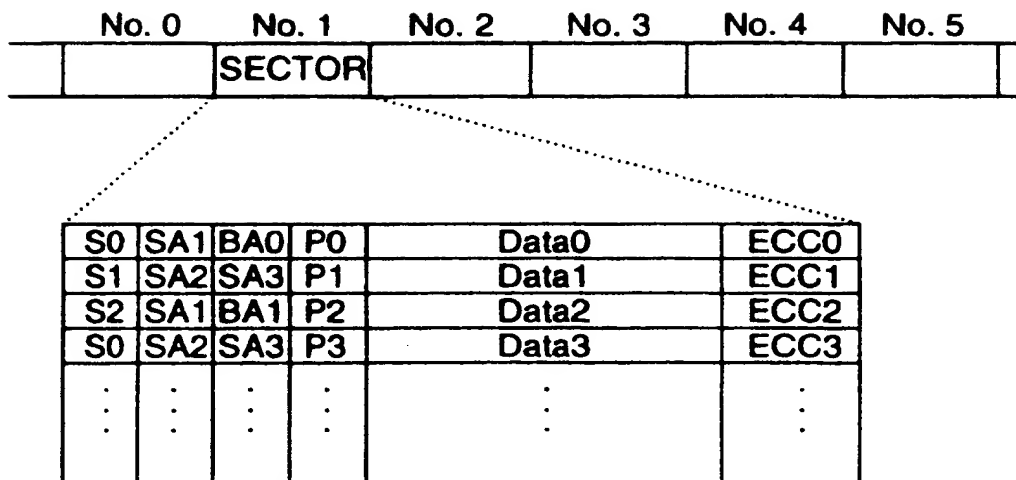 No. 0 No. 1 No. 2 No. 3 No. 4 No. 5
SECTOR
S0 SA1 BA0 P0 Data0 ECC0
S1 SA2 SA3 P1 Data1 ECC1
S2 SA1 BA1 P2 Data2 ECC2
S0 SA2 SA3 P3 Data3 ECC3